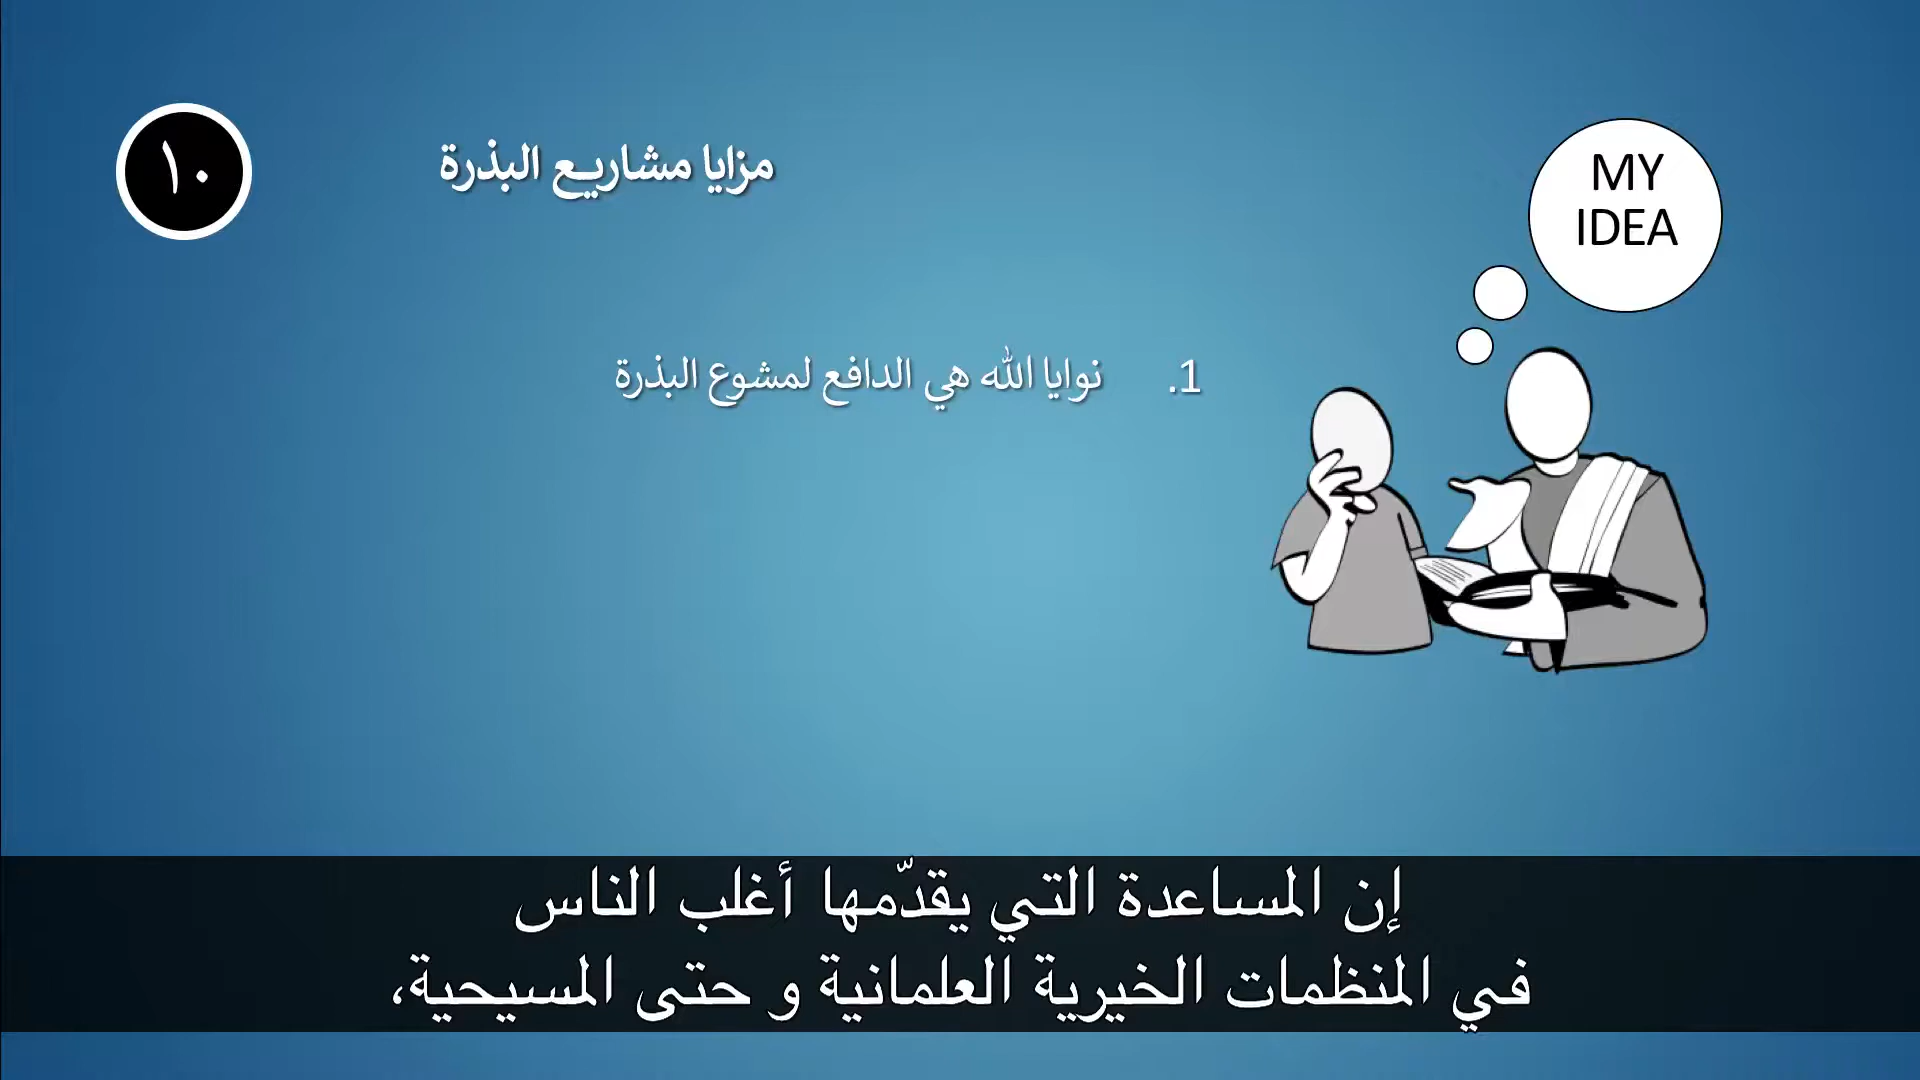 ١٠
مزايا مشاريع البذرة
MY
IDEA
1. نوايا الله هي الدافع لمشوع البذرة
إن المساعدة التي يقدّمها أغلب الناس
في المنظمات الخيرية العلمانية و حتى المسيحية،